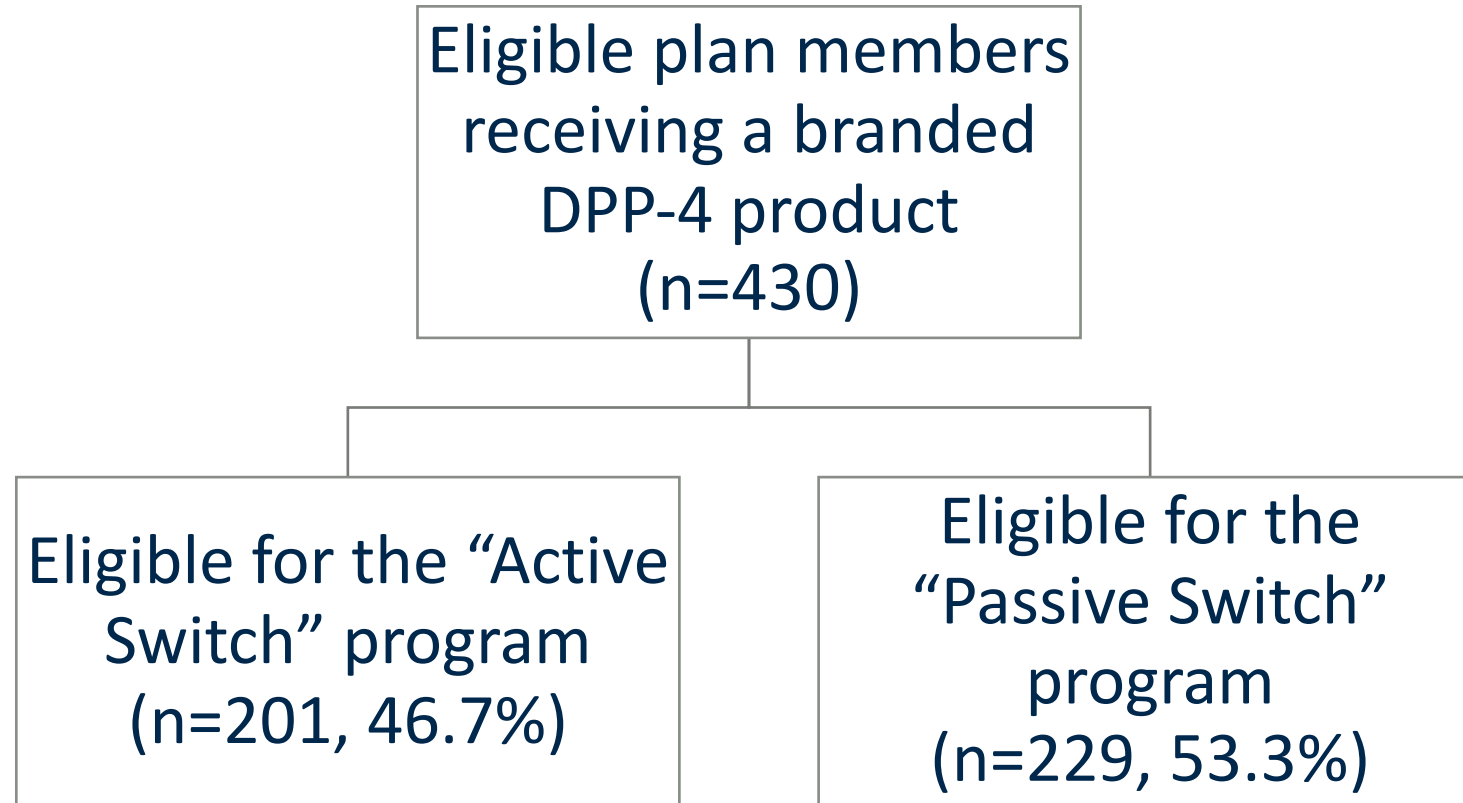 Eligible plan members
receiving a branded
DPP-4 product
(n=430)
Eligible for the “Active
Switch” program
(n=201, 46.7%)
Eligible for the
“Passive Switch”
program
(n=229, 53.3%)